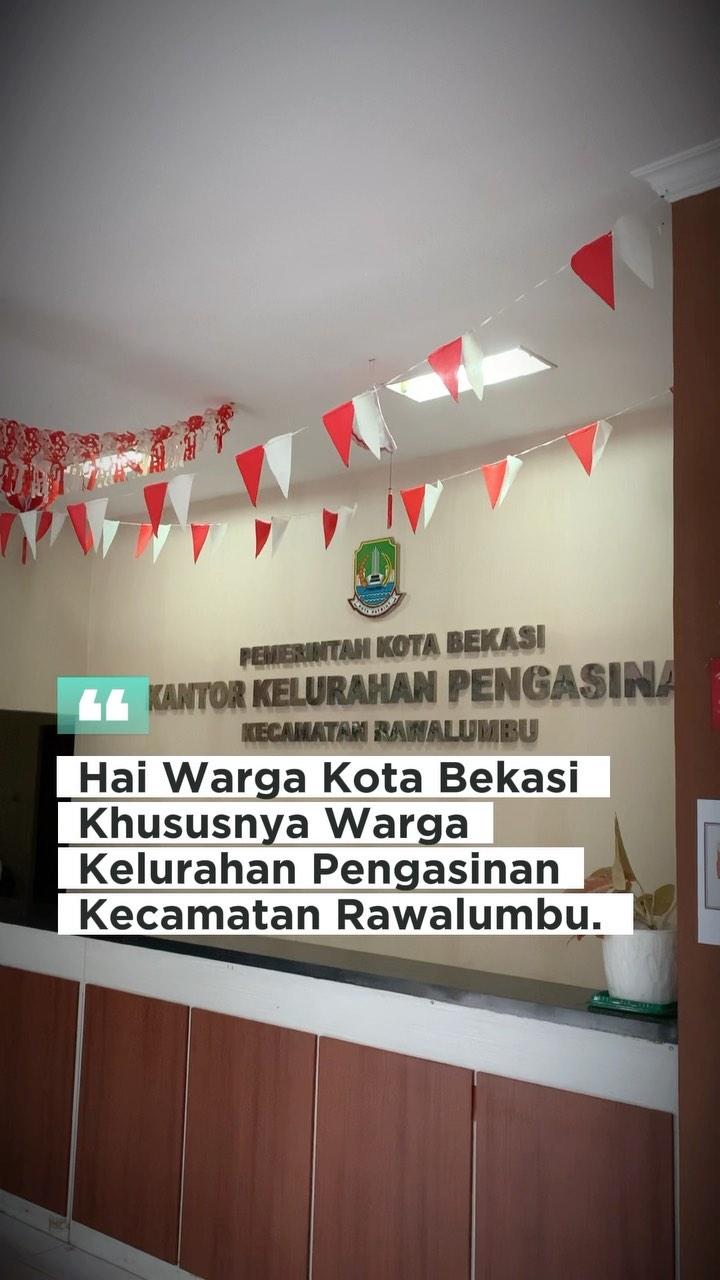 PEMERINTAH KOTA BEKASI
KANTOR KELURAHAN PENGASINA
KECAMATAN RAWALUMBU
Hai Warga Kota Bekasi
Khususnya Warga
Kelurahan Pengasinan
Kecamatan Rawalumbu.